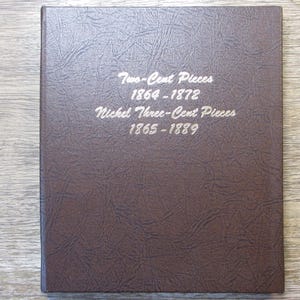 Two-Cent Pieces
1864-1872
Nickel Three-Cent Pieces
1865-1889